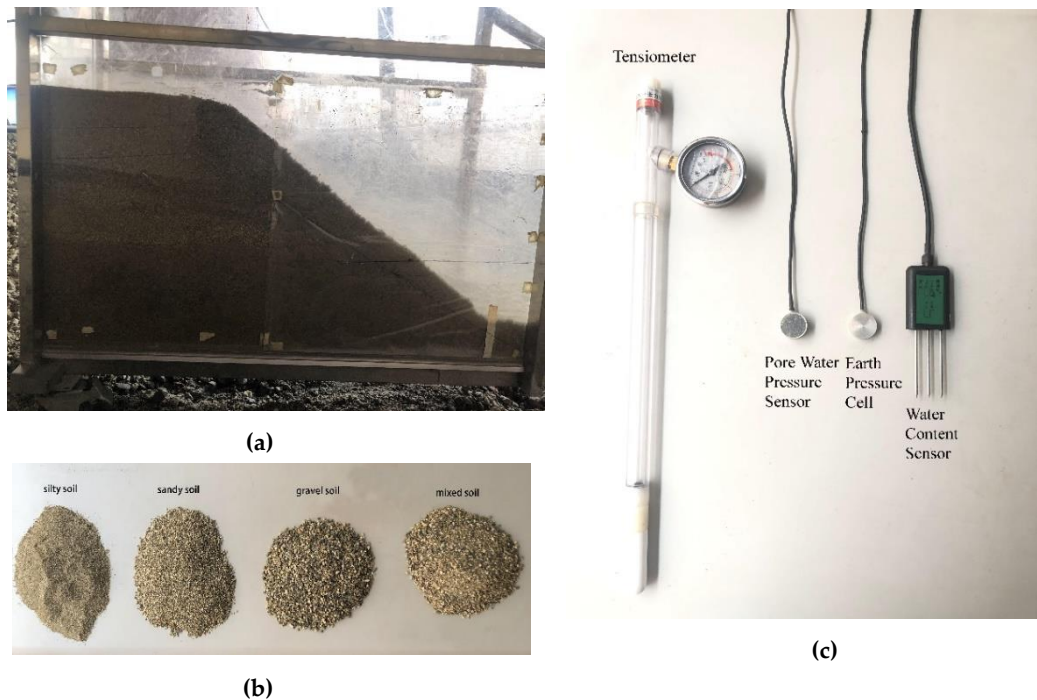 (a)
silty soil
sandy soil
gravel soil
mixed soil
(b)
Tensiometer
Pore Water
Pressure
Sensor
Earth
Pressure
Cell
Water
Content
Sensor
(c)